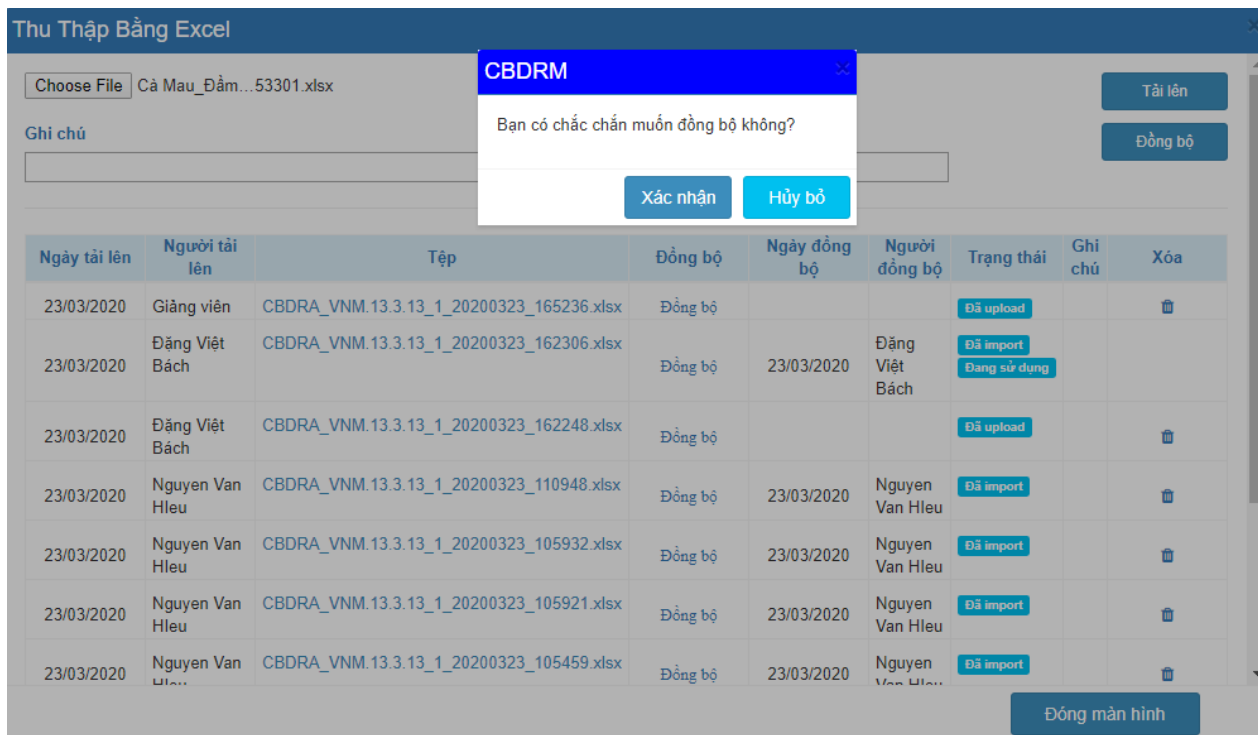 Thu Thập Bằng Excel
CBDRM
Choose File Cà Mau_Đầm...53301.xlsx
Tải lên
Bạn có chắc chắn muốn đồng bộ không?
Ghi chú
Đồng bộ
Xác nhận Hủy bỏ
Ngày tải lên Người tải lên Tệp Đồng bộ Ngày đồng bộ Người đồng bộ Trạng thái Ghi chú Xóa
23/03/2020 Giảng viên CBDRA_VNM.13.3.13_1_20200323_165236.xlsx Đồng bộ Đã upload
23/03/2020 Đặng Việt Bách CBDRA_VNM.13.3.13_1_20200323_162306.xlsx Đồng bộ 23/03/2020 Đặng Việt Bách Đã import Đang sử dụng
23/03/2020 Đặng Việt Bách CBDRA_VNM.13.3.13_1_20200323_162248.xlsx Đồng bộ Đã upload
23/03/2020 Nguyen Van HIeu CBDRA_VNM.13.3.13_1_20200323_110948.xlsx Đồng bộ 23/03/2020 Nguyen Van HIeu Đã import
23/03/2020 Nguyen Van HIeu CBDRA_VNM.13.3.13_1_20200323_105932.xlsx Đồng bộ 23/03/2020 Nguyen Van HIeu Đã import
23/03/2020 Nguyen Van HIeu CBDRA_VNM.13.3.13_1_20200323_105921.xlsx Đồng bộ 23/03/2020 Nguyen Van HIeu Đã import
23/03/2020 Nguyen Van CBDRA_VNM.13.3.13_1_20200323_105459.xlsx Đồng bộ 23/03/2020 Nguyen Đã import
Đóng màn hình